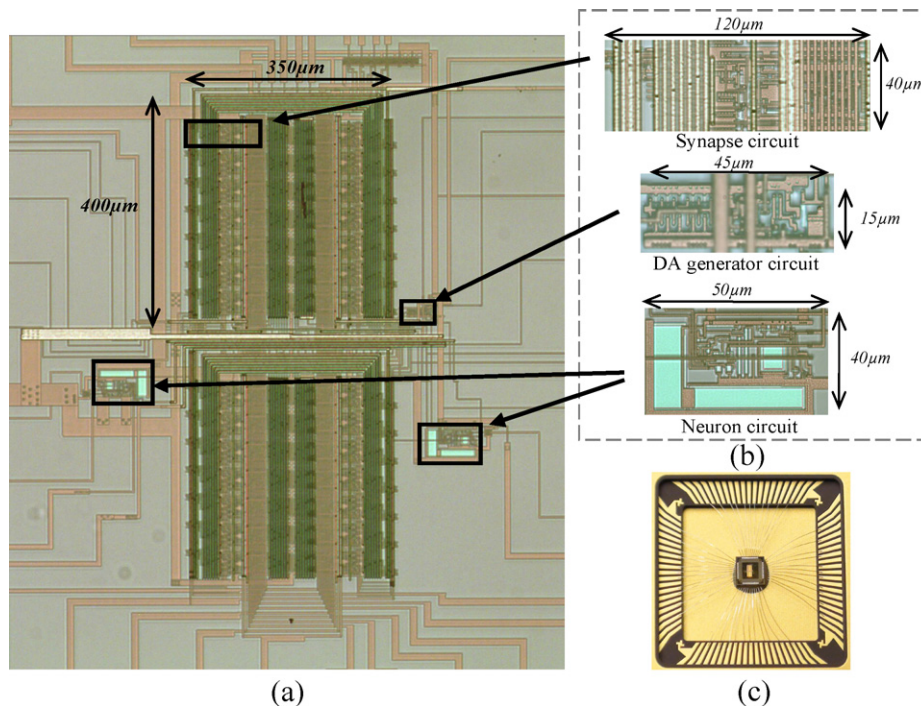 350µm
400µm
(a)
120µm
40µm
Synapse circuit
45µm
15µm
DA generator circuit
50µm
40µm
Neuron circuit
(b)
(c)